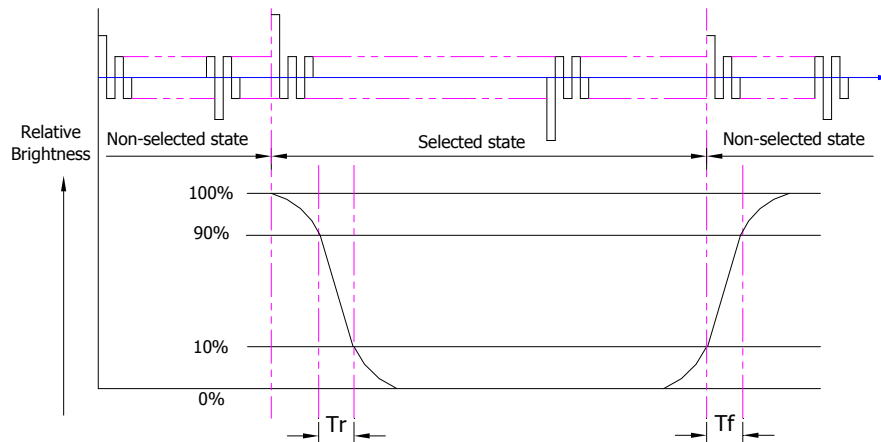 Relative
Brightness
Non-selected state
Selected state
Non-selected state
100%
90%
10%
0%
Tr
Tf